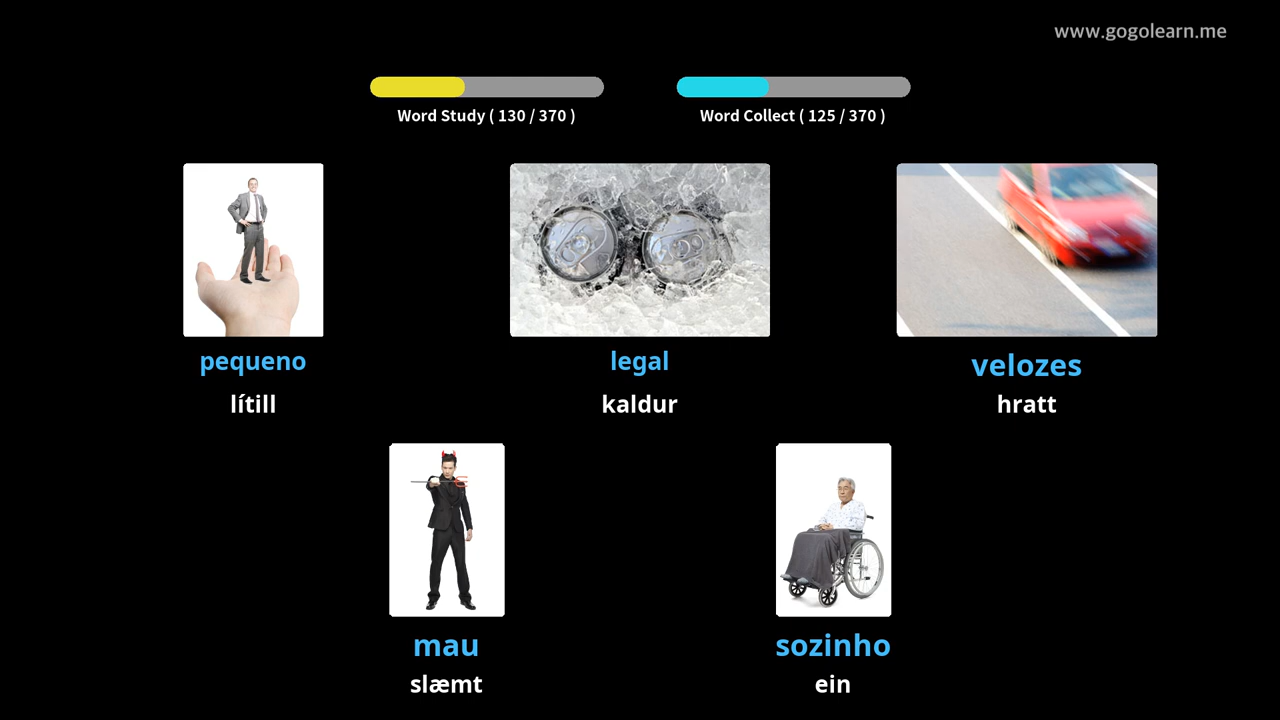 www.gogolearn.me
Word Study ( 130 / 370 )
Word Collect ( 125 / 370 )
pequeno
lítill
legal
kaldur
velozes
hratt
mau
slæmt
sozinho
ein